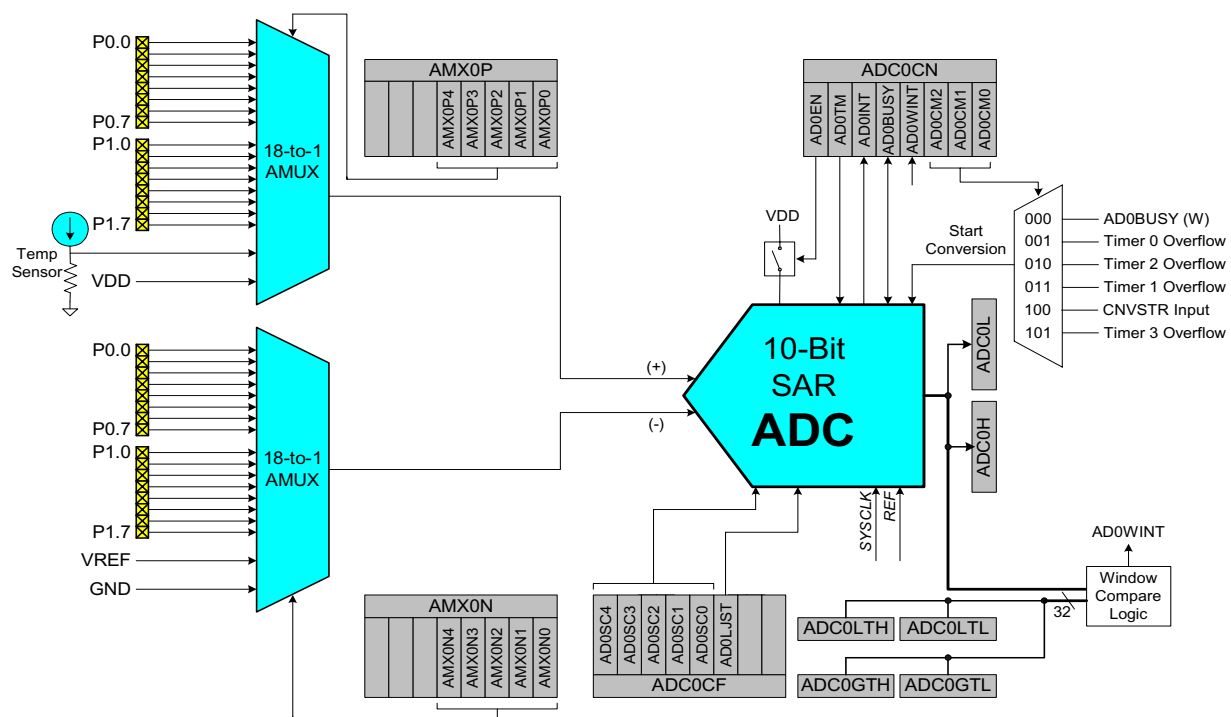 P0.0
P0.7
P1.0
P1.7
18-to-1
AMUX
Temp
Sensor
VDD
AMX0P
AMX0P4
AMX0P3
AMX0P2
AMX0P1
AMX0P0
ADC0CN
AD0EN
AD0TM
AD0INT
AD0BUSY
AD0WINT
AD0CM2
AD0CM1
AD0CM0
VDD
Start
Conversion
000
AD0BUSY (W)
001
Timer 0 Overflow
010
Timer 2 Overflow
011
Timer 1 Overflow
100
CNVSTR Input
101
Timer 3 Overflow
P0.0
P0.7
P1.0
P1.7
18-to-1
AMUX
VREF
GND
(+)
(-)
10-Bit
SAR
ADC
ADC0L
ADC0H
SYSCLK
REF
AMX0N
AMX0N4
AMX0N3
AMX0N2
AMX0N1
AMX0N0
AD0SC4
AD0SC3
AD0SC2
AD0SC1
AD0SC0
AD0LJST
ADC0CF
AD0WINT
Window
Compare
Logic
32
ADC0LTH
ADC0LTL
ADC0GTH
ADC0GTL